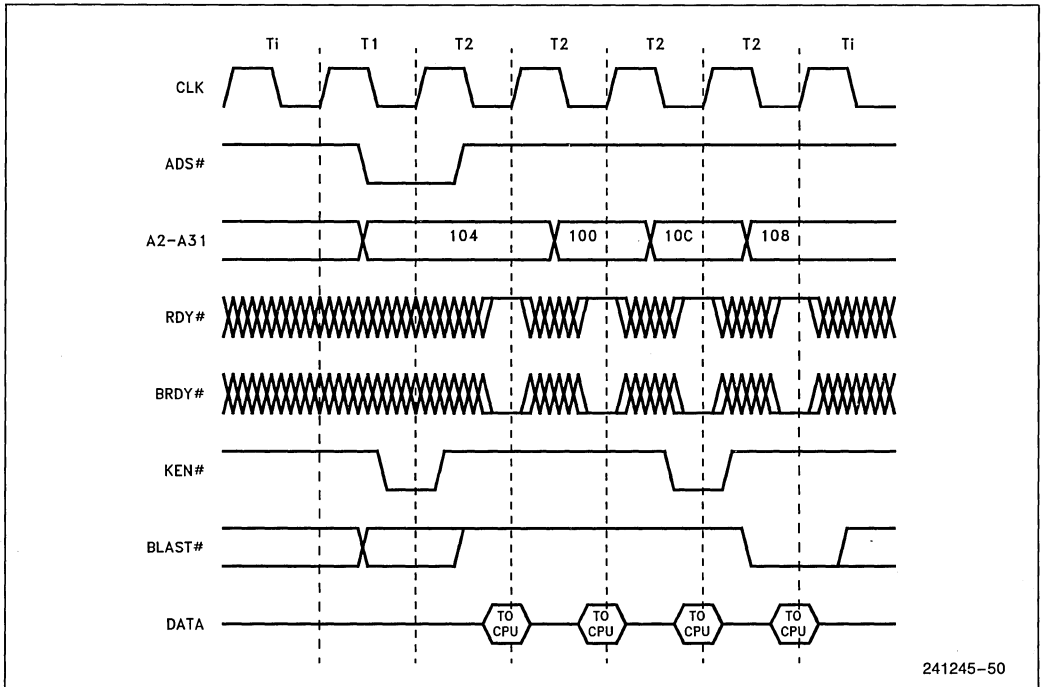 Ti T1 T2 T2 T2 T2 Ti
CLK
ADS#
A2-A31 104 100 10C 108
RDY#
BRDY#
KEN#
BLAST#
DATA TO CPU TO CPU TO CPU TO CPU
241245-50